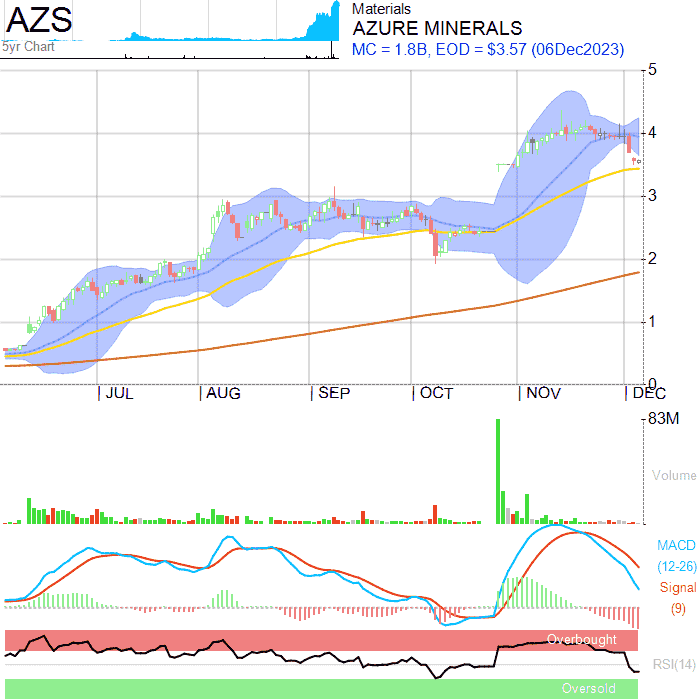 AZS
5yr Chart
Materials
AZURE MINERALS
MC = 1.8B, EOD = $3.57 (06Dec2023)
5
4
3
2
1
0
JUL
AUG
SEP
OCT
NOV
DEC
83M
Volume
MACD
(12-26)
Signal
(9)
Overbought
RSI(14)
Oversold